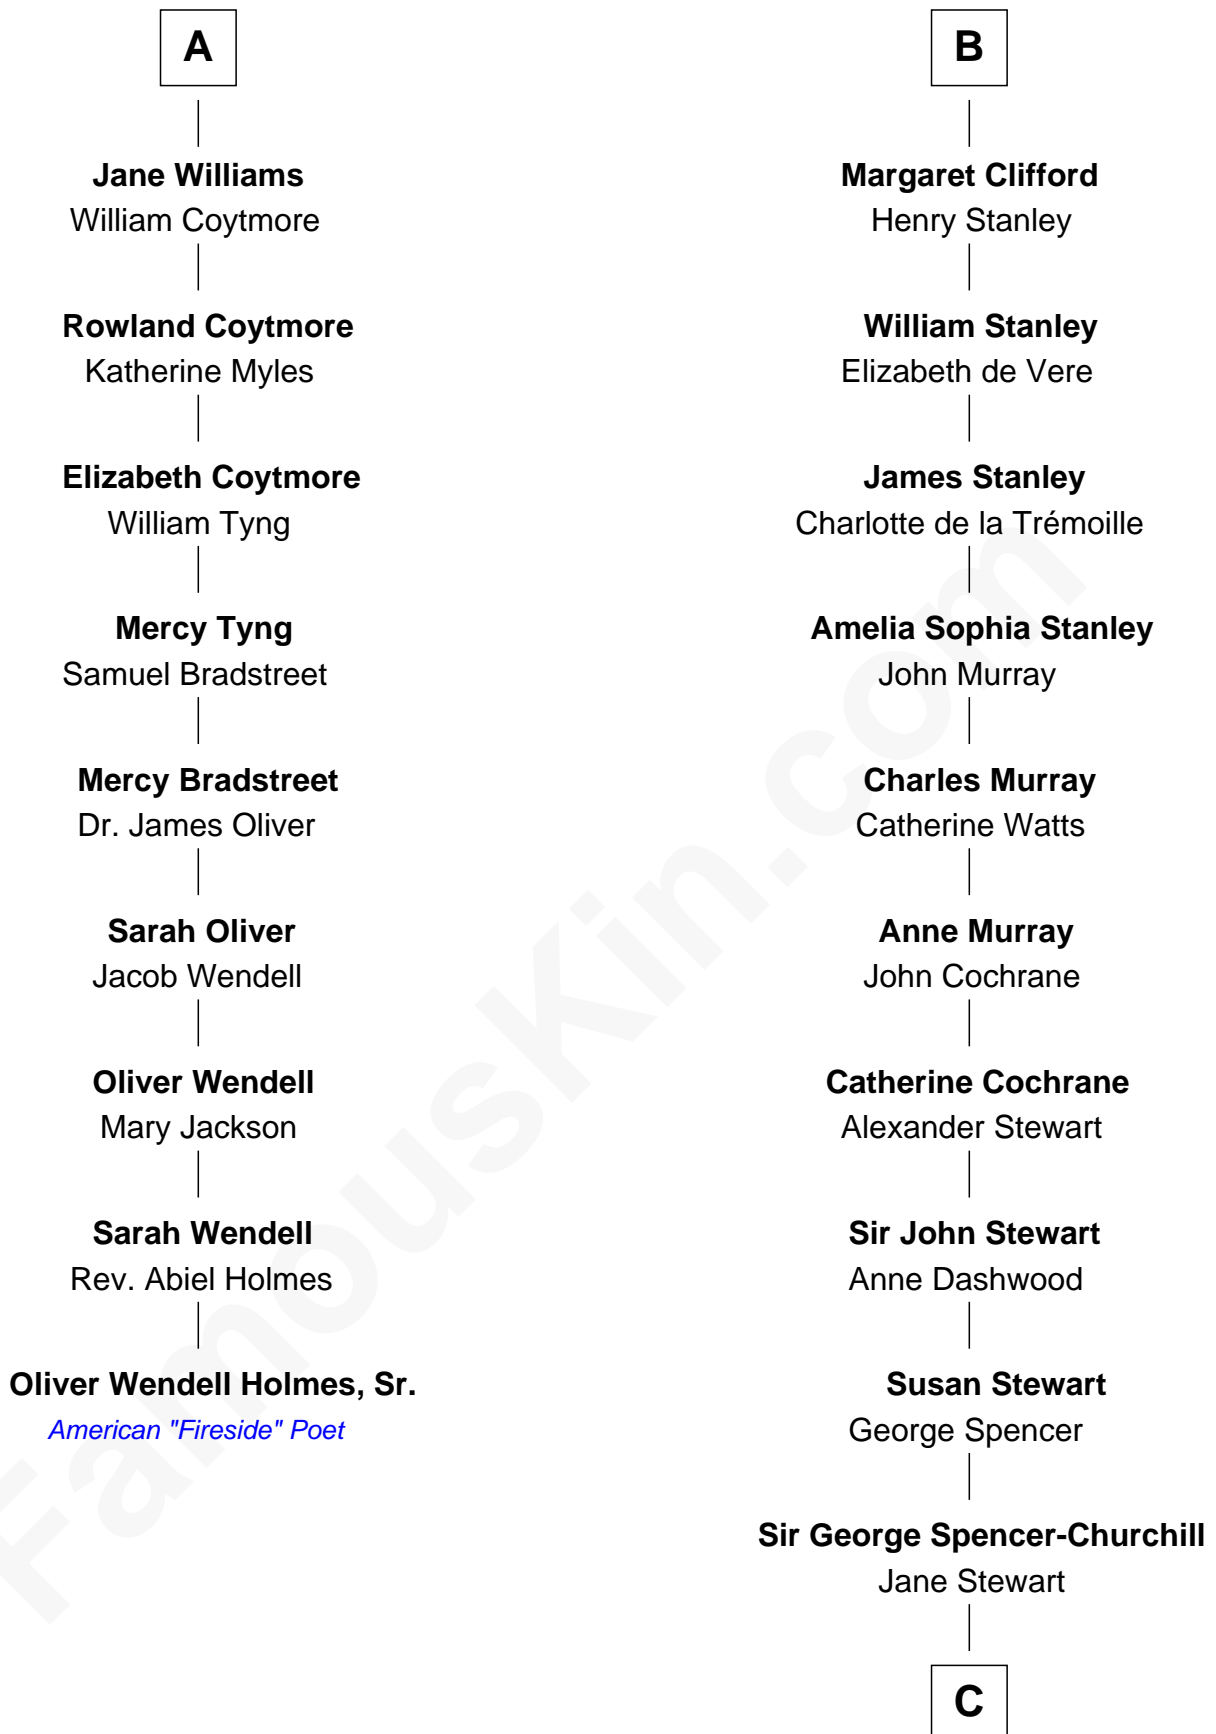 A
Jane Williams
William Coytmore
Rowland Coytmore
Katherine Myles
Elizabeth Coytmore
William Tyng
Mercy Tyng
Samuel Bradstreet
Mercy Bradstreet
Dr. James Oliver
Sarah Oliver
Jacob Wendell
Oliver Wendell
Mary Jackson
Sarah Wendell
Rev. Abiel Holmes
Oliver Wendell Holmes, Sr.
American "Fireside" Poet
B
Margaret Clifford
Henry Stanley
William Stanley
Elizabeth de Vere
James Stanley
Charlotte de la Trémoille
Amelia Sophia Stanley
John Murray
Charles Murray
Catherine Watts
Anne Murray
John Cochrane
Catherine Cochrane
Alexander Stewart
Sir John Stewart
Anne Dashwood
Susan Stewart
George Spencer
Sir George Spencer-Churchill
Jane Stewart
C
FamousKin.com